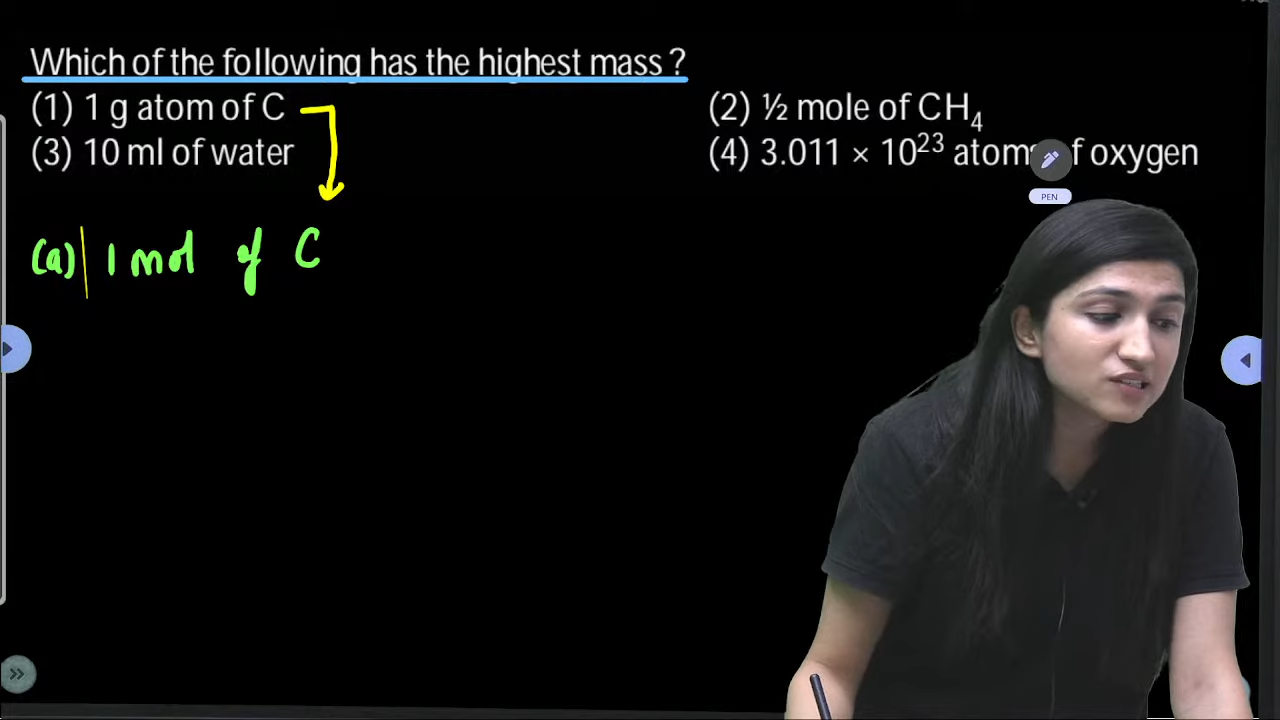 Which of the following has the highest mass ?
(1) 1 g atom of C
(2) ½ mole of CH4
(3) 10 ml of water
(4) 3.011 × 10^23 atoms of oxygen
PEN
(a) 1 mol of C